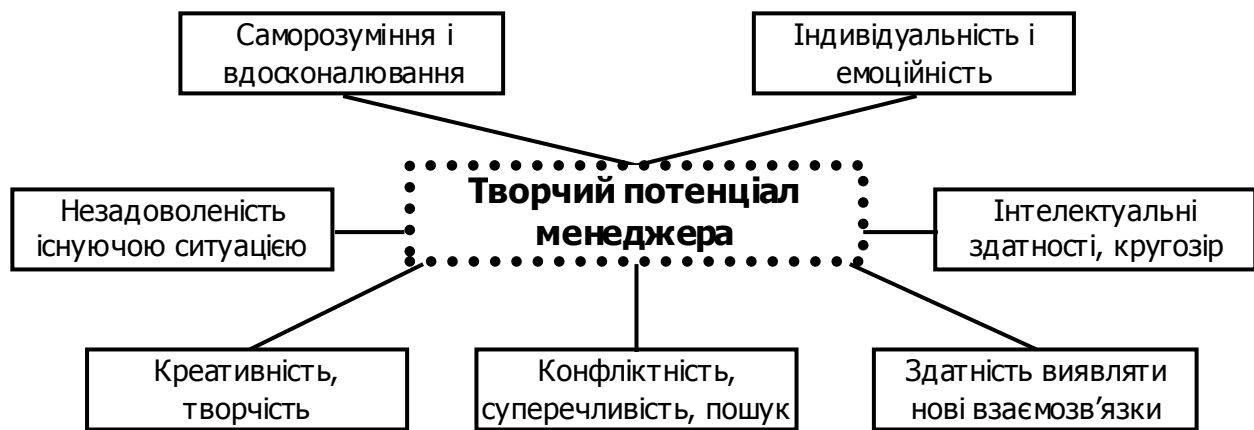 Саморозуміння і
вдосконалювання
Індивідуальність і
емоційність
Творчий потенціал
менеджера
Незадоволеність
існуючою ситуацією
Інтелектуальні
здатності, кругозір
Креативність,
творчість
Конфліктність,
суперечливість, пошук
Здатність виявляти
нові взаємозв’язки